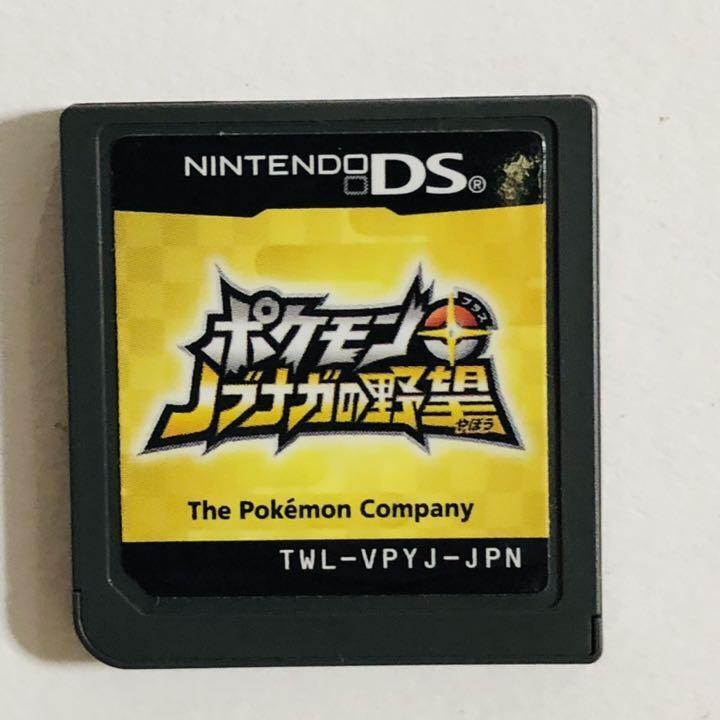 NINTENDO DS®
ポケモン+
プラス
ノブナガの野望
やぼう
The Pokémon Company
TWL-VPYJ-JPN